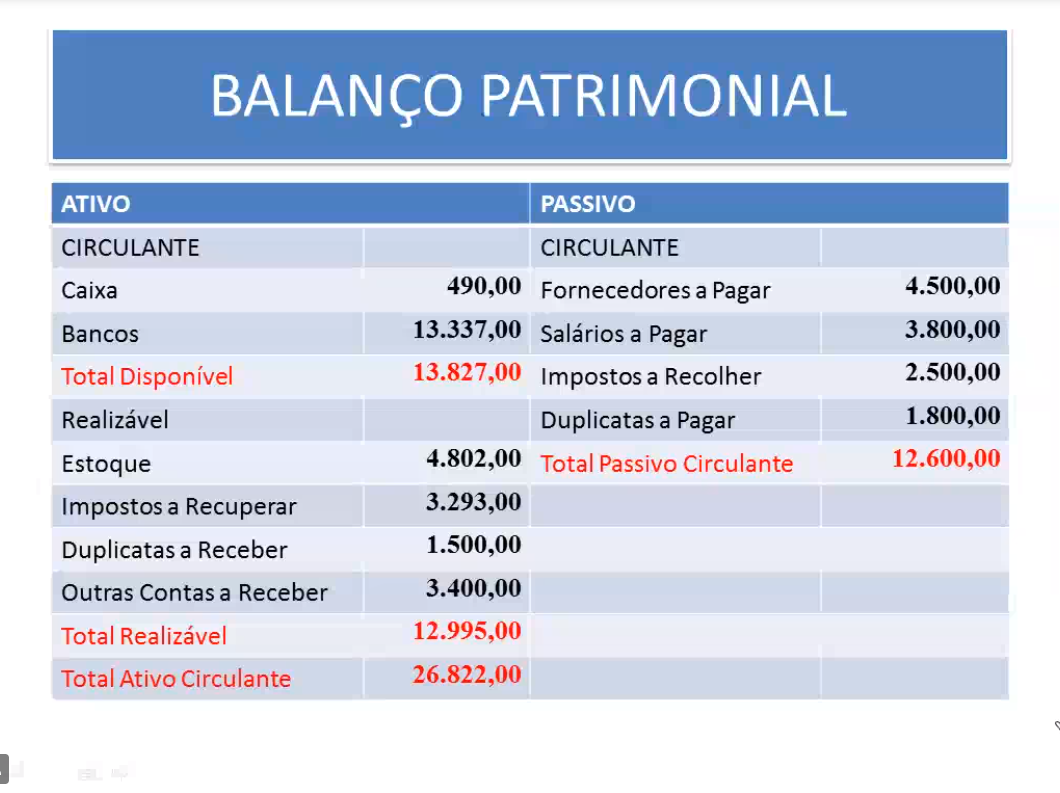 BALANÇO PATRIMONIAL
ATIVO PASSIVO
CIRCULANTE CIRCULANTE
Caixa 490,00 Fornecedores a Pagar 4.500,00
Bancos 13.337,00 Salários a Pagar 3.800,00
Total Disponível 13.827,00 Impostos a Recolher 2.500,00
Realizável Duplicatas a Pagar 1.800,00
Estoque 4.802,00 Total Passivo Circulante 12.600,00
Impostos a Recuperar 3.293,00
Duplicatas a Receber 1.500,00
Outras Contas a Receber 3.400,00
Total Realizável 12.995,00
Total Ativo Circulante 26.822,00